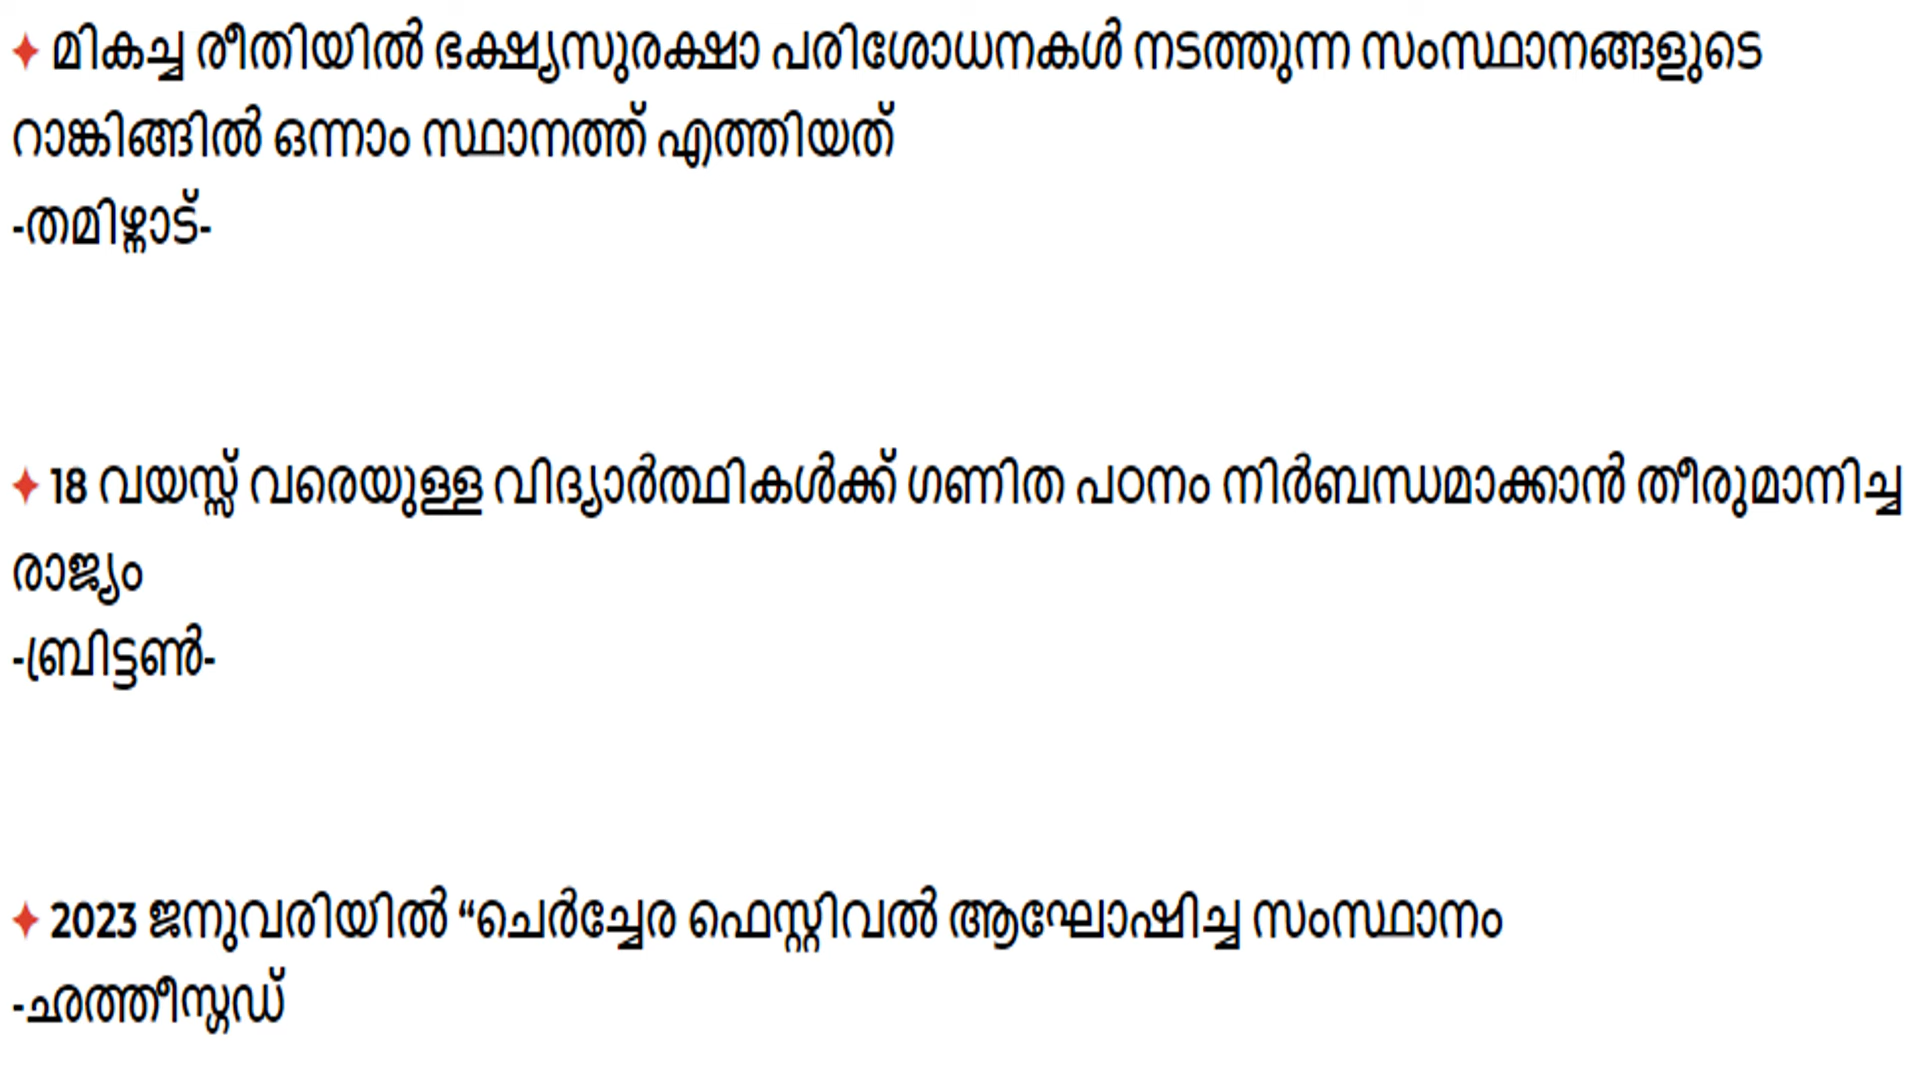 ✦ മികച്ച രീതിയിൽ ഭക്ഷ്യസുരക്ഷാ പരിശോധനകൾ നടത്തുന്ന സംസ്ഥാനങ്ങളുടെ
റാങ്കിങ്ങിൽ ഒന്നാം സ്ഥാനത്ത് എത്തിയത്
-തമിഴ്നാട്-
✦ 18 വയസ്സ് വരെയുള്ള വിദ്യാർത്ഥികൾക്ക് ഗണിത പഠനം നിർബന്ധമാക്കാൻ തീരുമാനിച്ച
രാജ്യം
-ബ്രിട്ടൺ-
✦ 2023 ജനുവരിയിൽ “ചെർച്ചേര ഫെസ്റ്റിവൽ ആഘോഷിച്ച സംസ്ഥാനം
-ഛത്തീസ്ഗഡ്